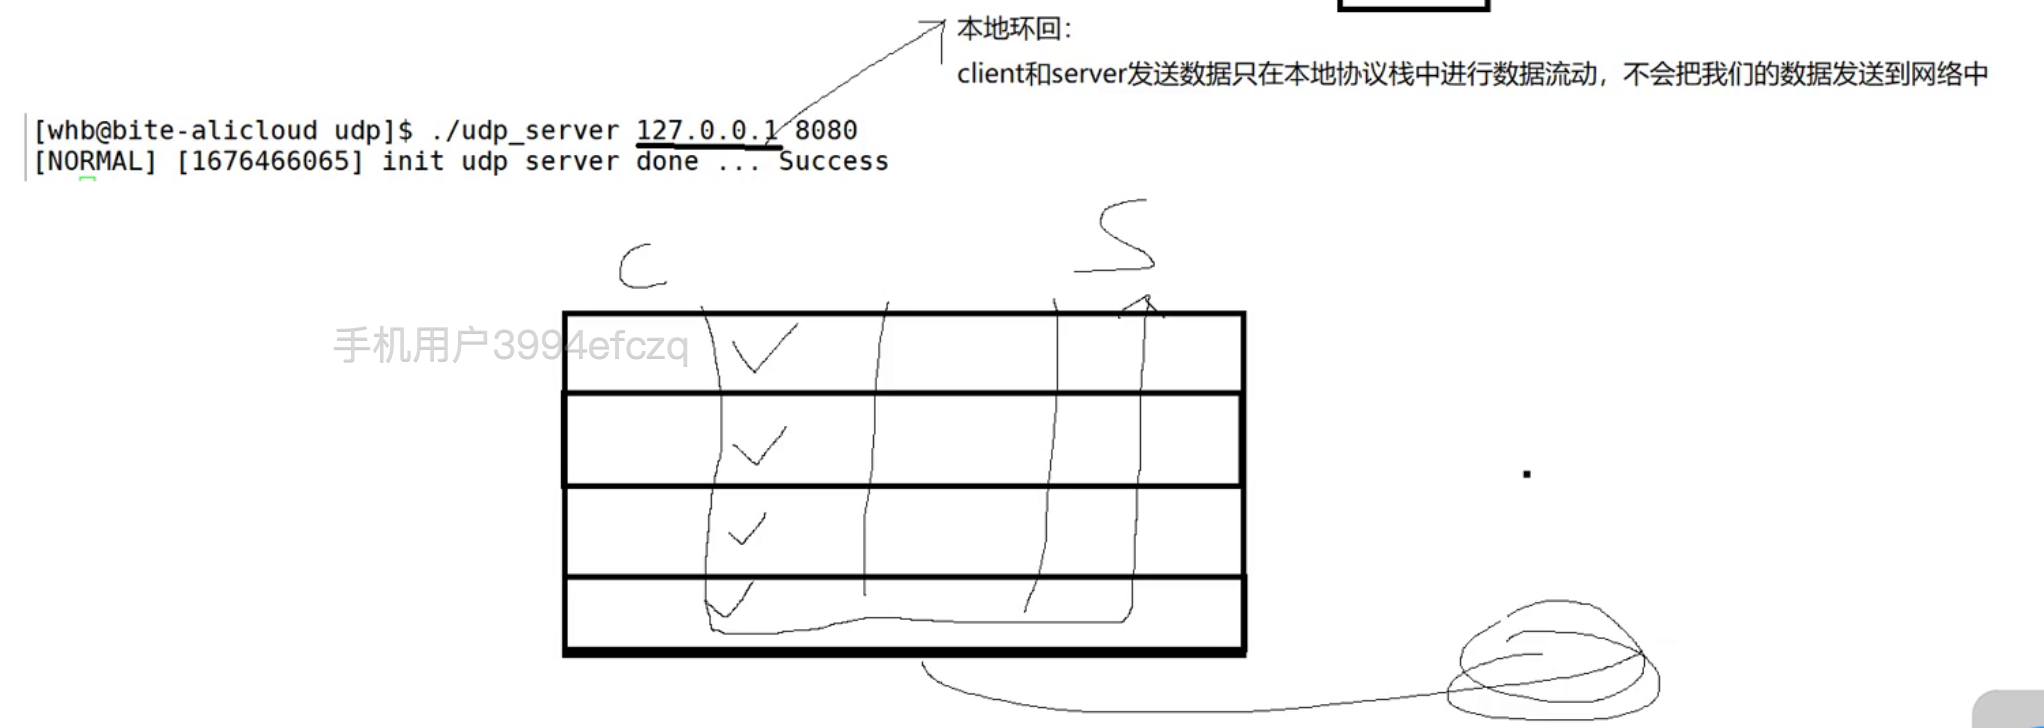 本地环回：
client和server发送数据只在本地协议栈中进行数据流动，不会把我们的数据发送到网络中
[whb@bite-alicloud udp]$ ./udp_server 127.0.0.1 8080
[NORMAL] [1676466065] init udp server done ... Success
C S
手机用户3994efczq